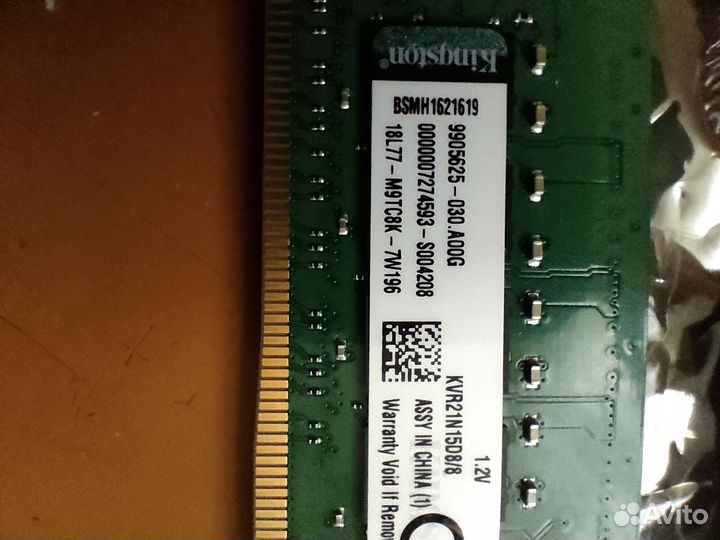 Kingston®
BSMH1621619
9905625-030.A00G
0000007274593-S004208
18L77-M9TC8K-7W196
KVR21N15D8/8
1.2V
ASSY IN CHINA (1)
Warranty Void If Remo
Avito